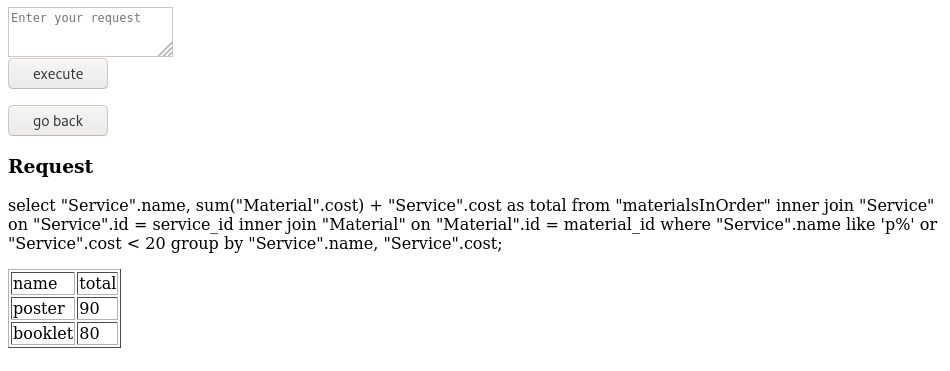 Enter your request
execute
go back
Request
select "Service".name, sum("Material".cost) + "Service".cost as total from "materialsInOrder" inner join "Service"
on "Service".id = service_id inner join "Material" on "Material".id = material_id where "Service".name like 'p%' or
"Service".cost < 20 group by "Service".name, "Service".cost;
name total
poster 90
booklet 80